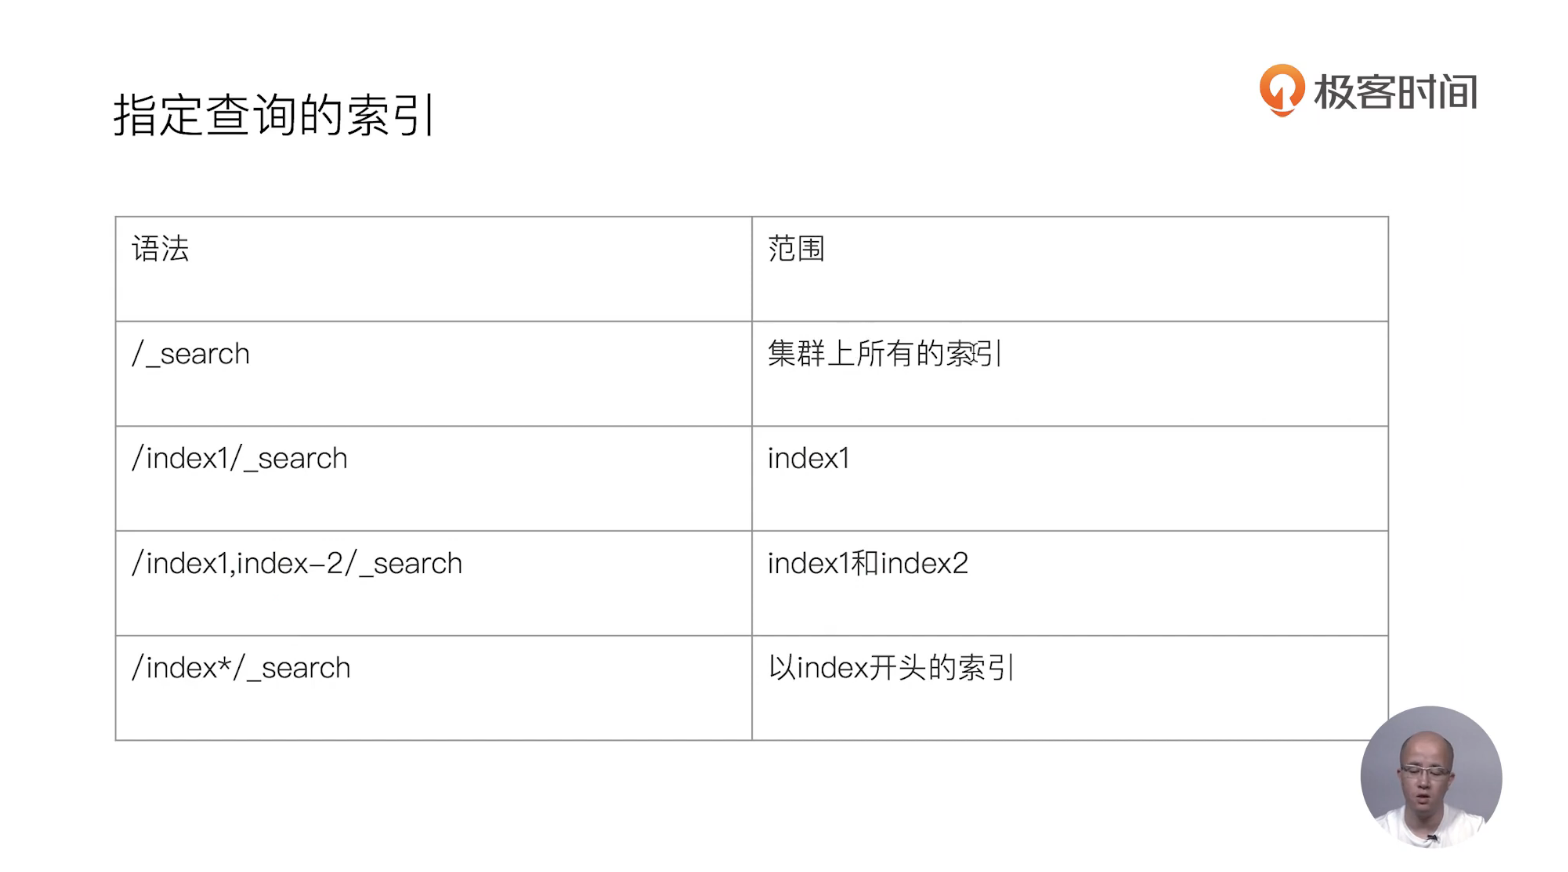 极客时间
指定查询的索引
语法 范围
/_search 集群上所有的索引
/index1/_search index1
/index1,index-2/_search index1和index2
/index*/_search 以index开头的索引